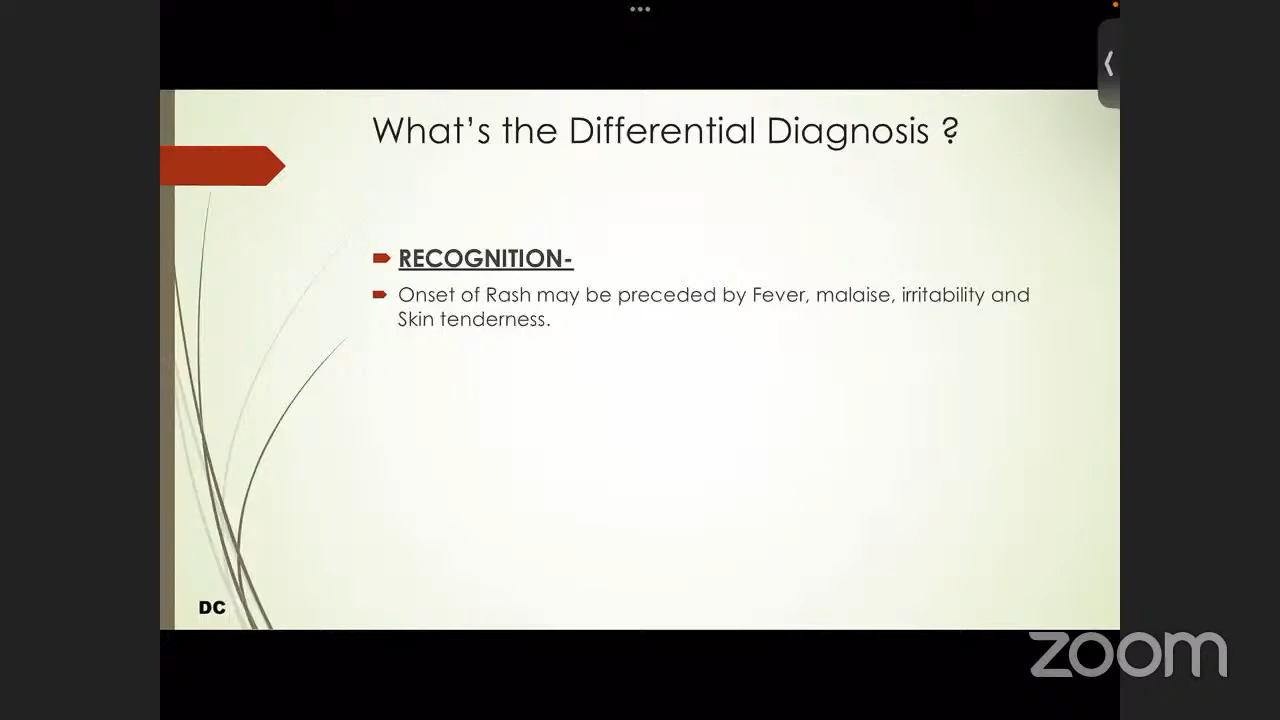 What's the Differential Diagnosis ?
RECOGNITION-
Onset of Rash may be preceded by Fever, malaise, irritability and
Skin tenderness.
DC
zoom